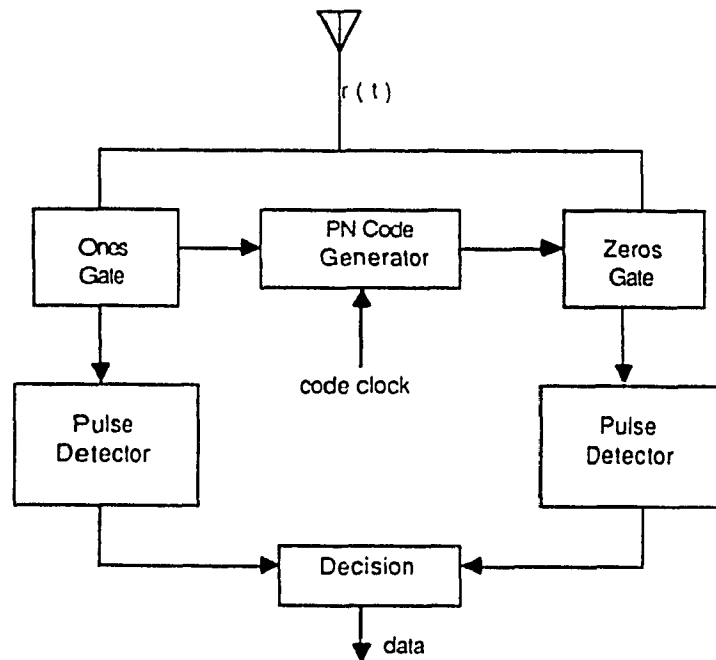 r(t)
Ones
Gate
PN Code
Generator
Zeros
Gate
code clock
Pulse
Detector
Pulse
Detector
Decision
data